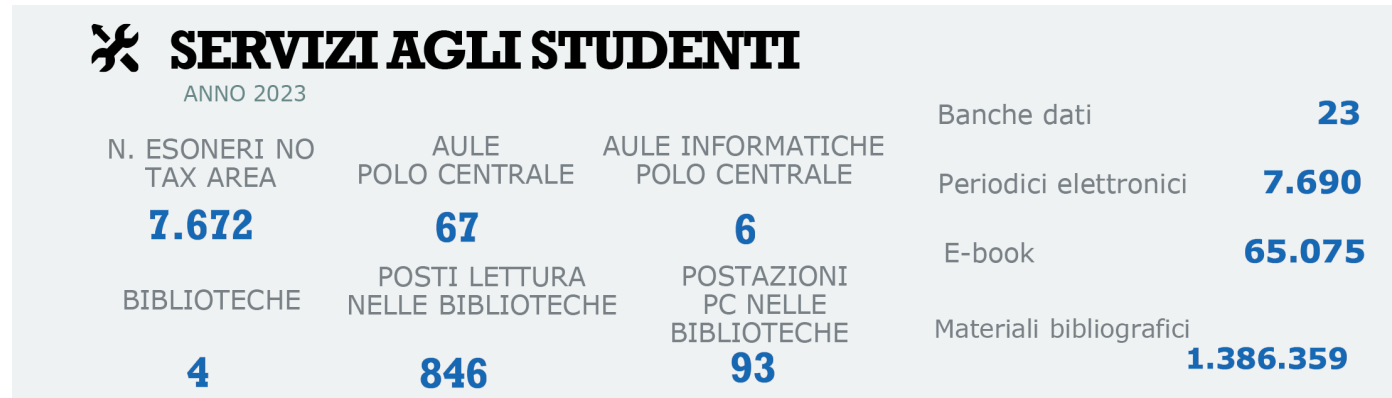 SERVIZI AGLI STUDENTI
ANNO 2023
N. ESONERI NO
TAX AREA
7.672
AULE
POLO CENTRALE
67
AULE INFORMATICHE
POLO CENTRALE
6
BIBLIOTECHE
4
POSTI LETTURA
NELLE BIBLIOTECHE
846
POSTAZIONI
PC NELLE
BIBLIOTECHE
93
Banche dati 23
Periodici elettronici 7.690
E-book 65.075
Materiali bibliografici
1.386.359